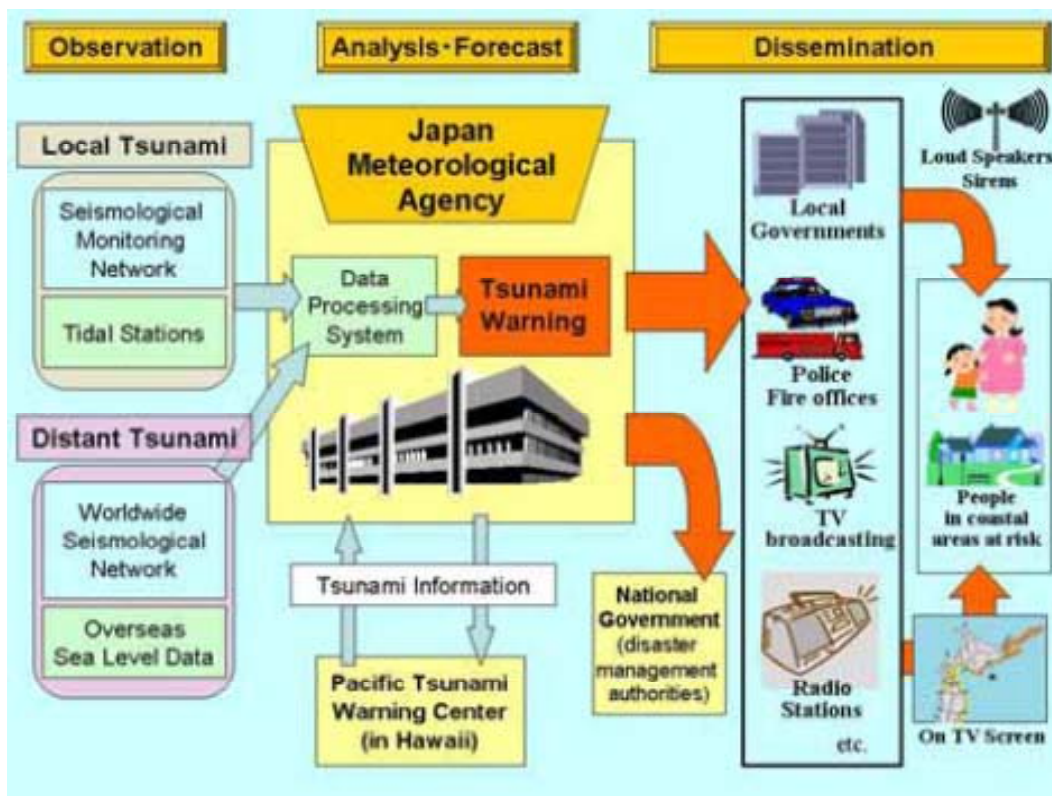 Observation
Analysis・Forecast
Dissemination
Local Tsunami
Seismological
Monitoring
Network
Tidal Stations
Distant Tsunami
Worldwide
Seismological
Network
Overseas
Sea Level Data
Japan
Meteorological
Agency
Data
Processing
System
Tsunami
Warning
Tsunami Information
Pacific Tsunami
Warning Center
(in Hawaii)
National
Government
(disaster
management
authorities)
Local
Governments
Police
Fire offices
TV
broadcasting
Radio
Stations
etc.
Loud Speakers
Sirens
People
in coastal
areas at risk
On TV Screen